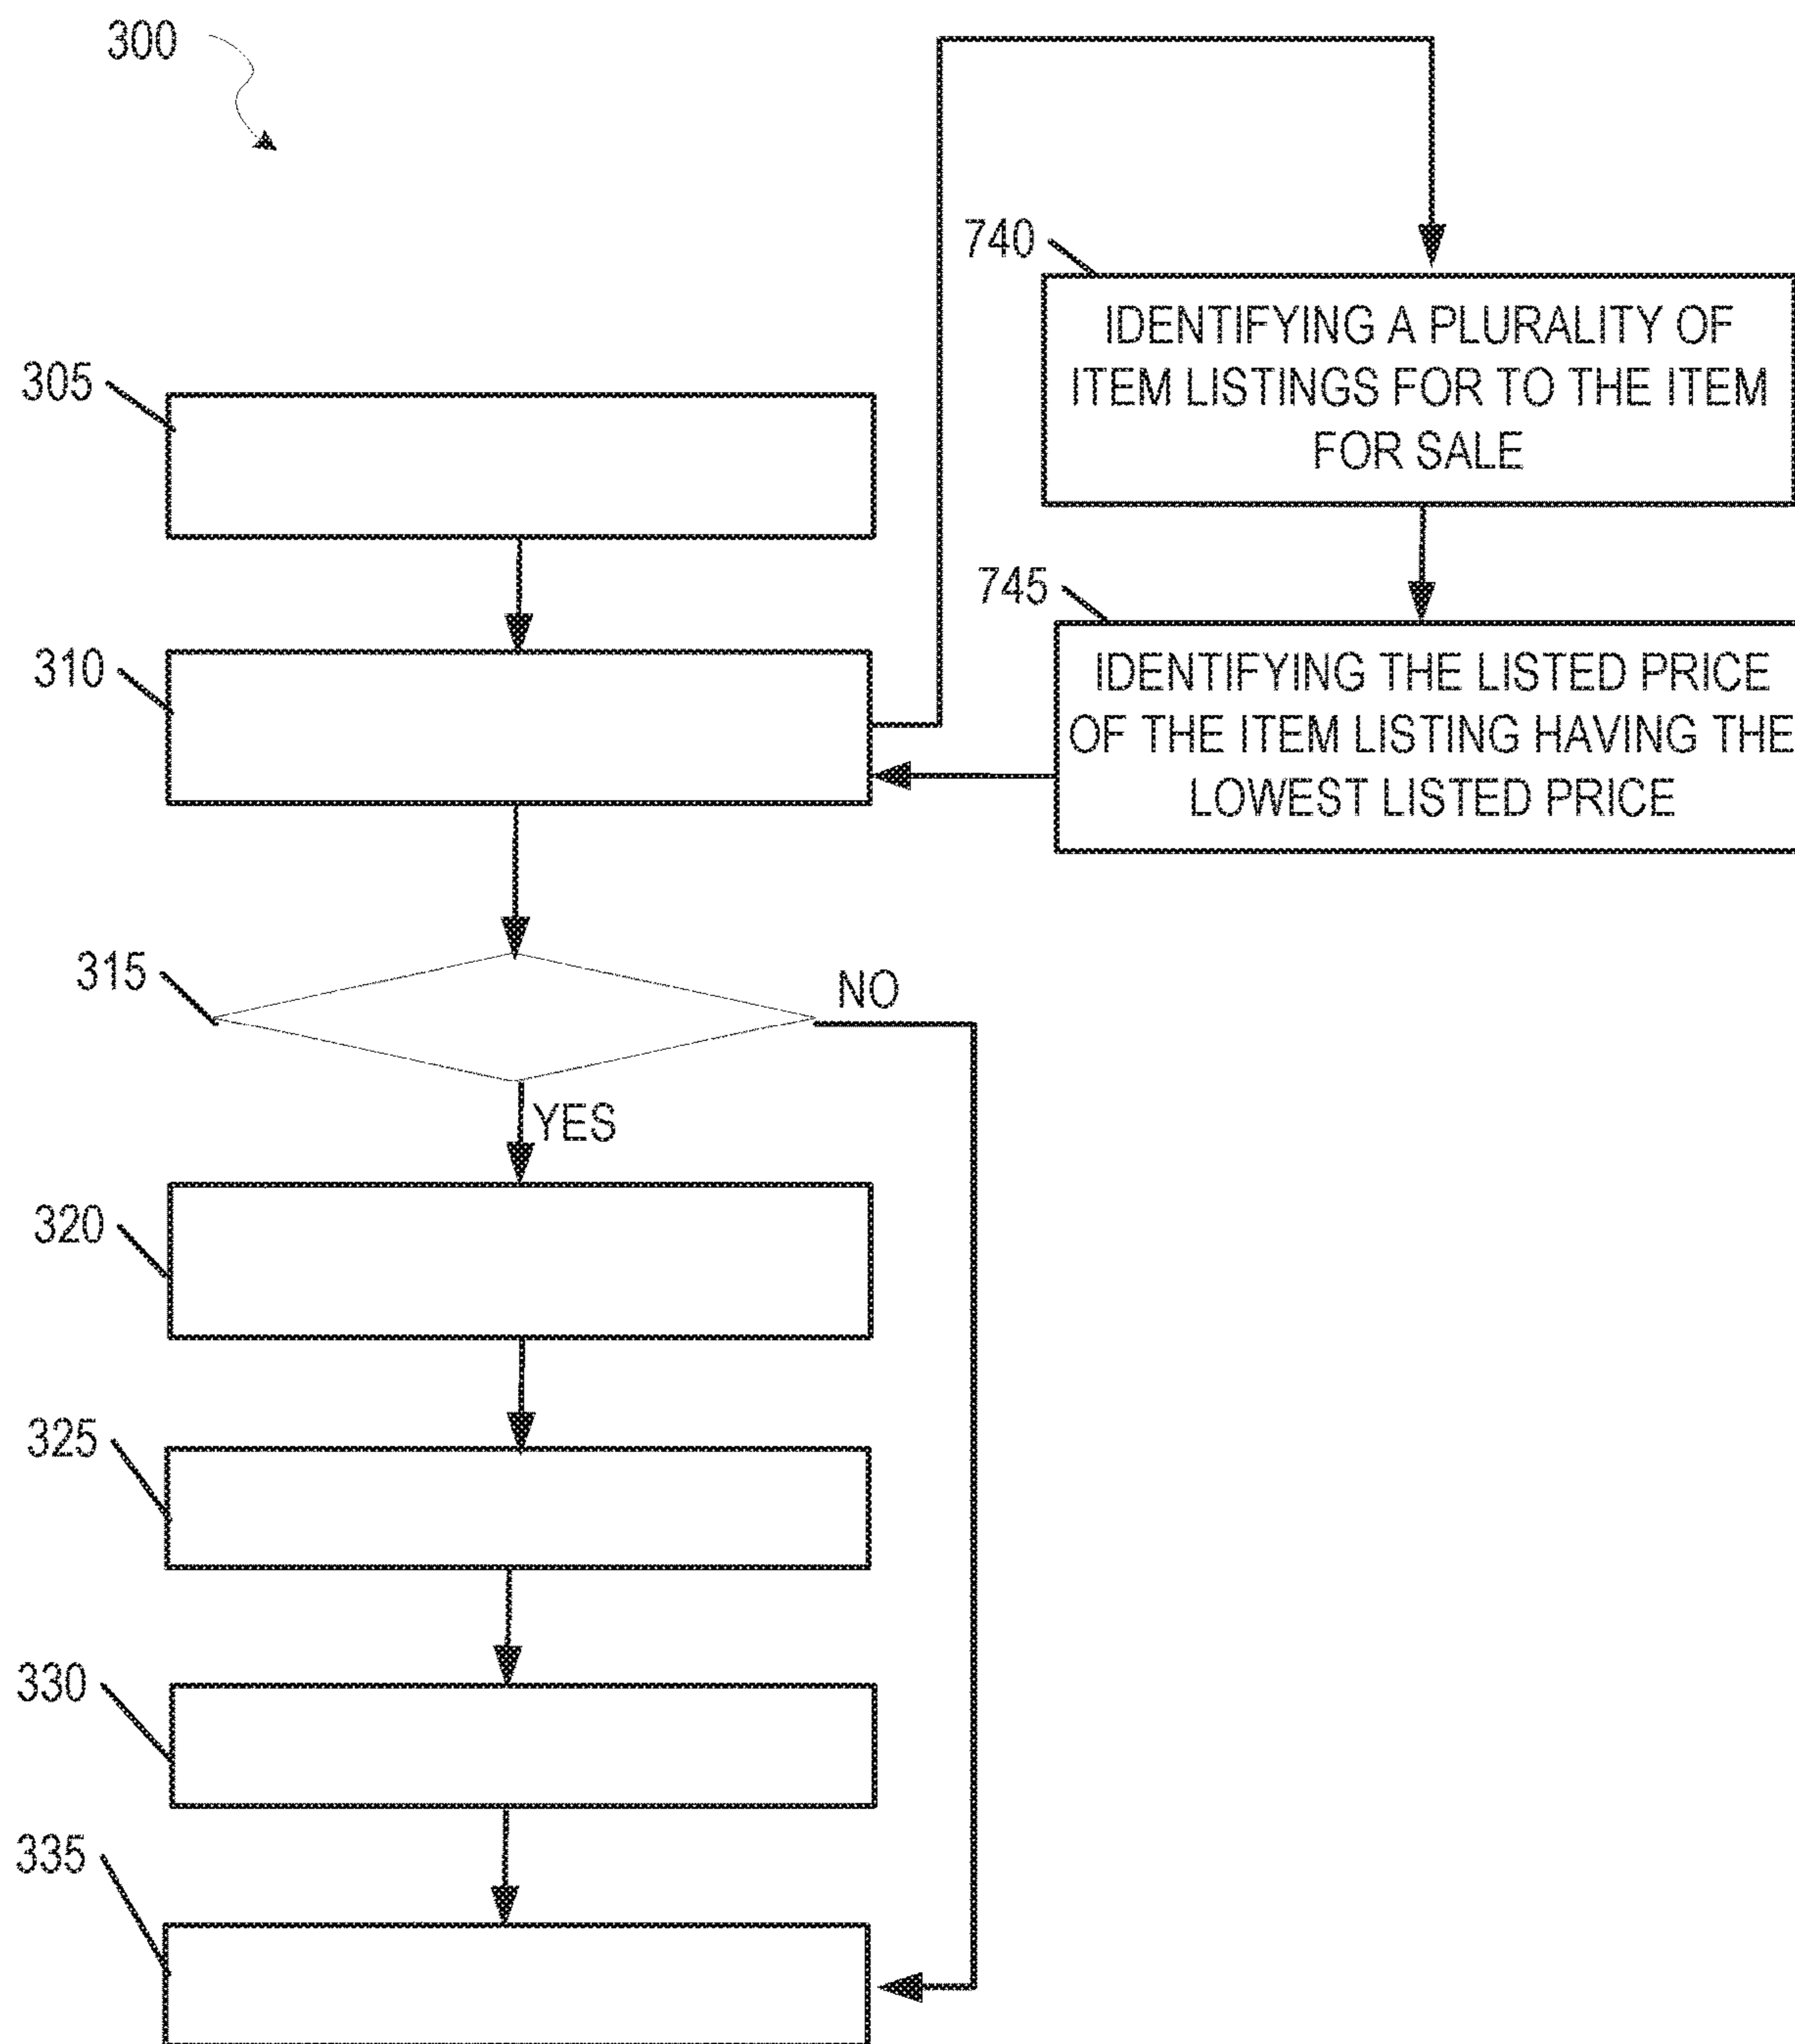 300
740
IDENTIFYING A PLURALITY OF
ITEM LISTINGS FOR TO THE ITEM
FOR SALE
305
745
310
IDENTIFYING THE LISTED PRICE
OF THE ITEM LISTING HAVING THE
LOWEST LISTED PRICE
315
NO
YES
320
325
330
335